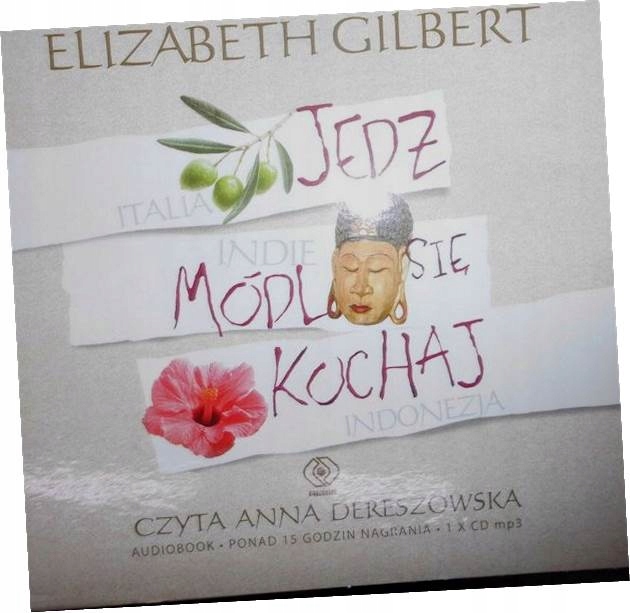 ELIZABETH GILBERT
JEDZ
ITALIA
INDIE
MÓDL SIĘ
KOCHAJ
INDONEZJA
CZYTA ANNA DERESZOWSKA
AUDIOBOOK • PONAD 15 GODZIN NAGRANIA • 1 X CD mp3